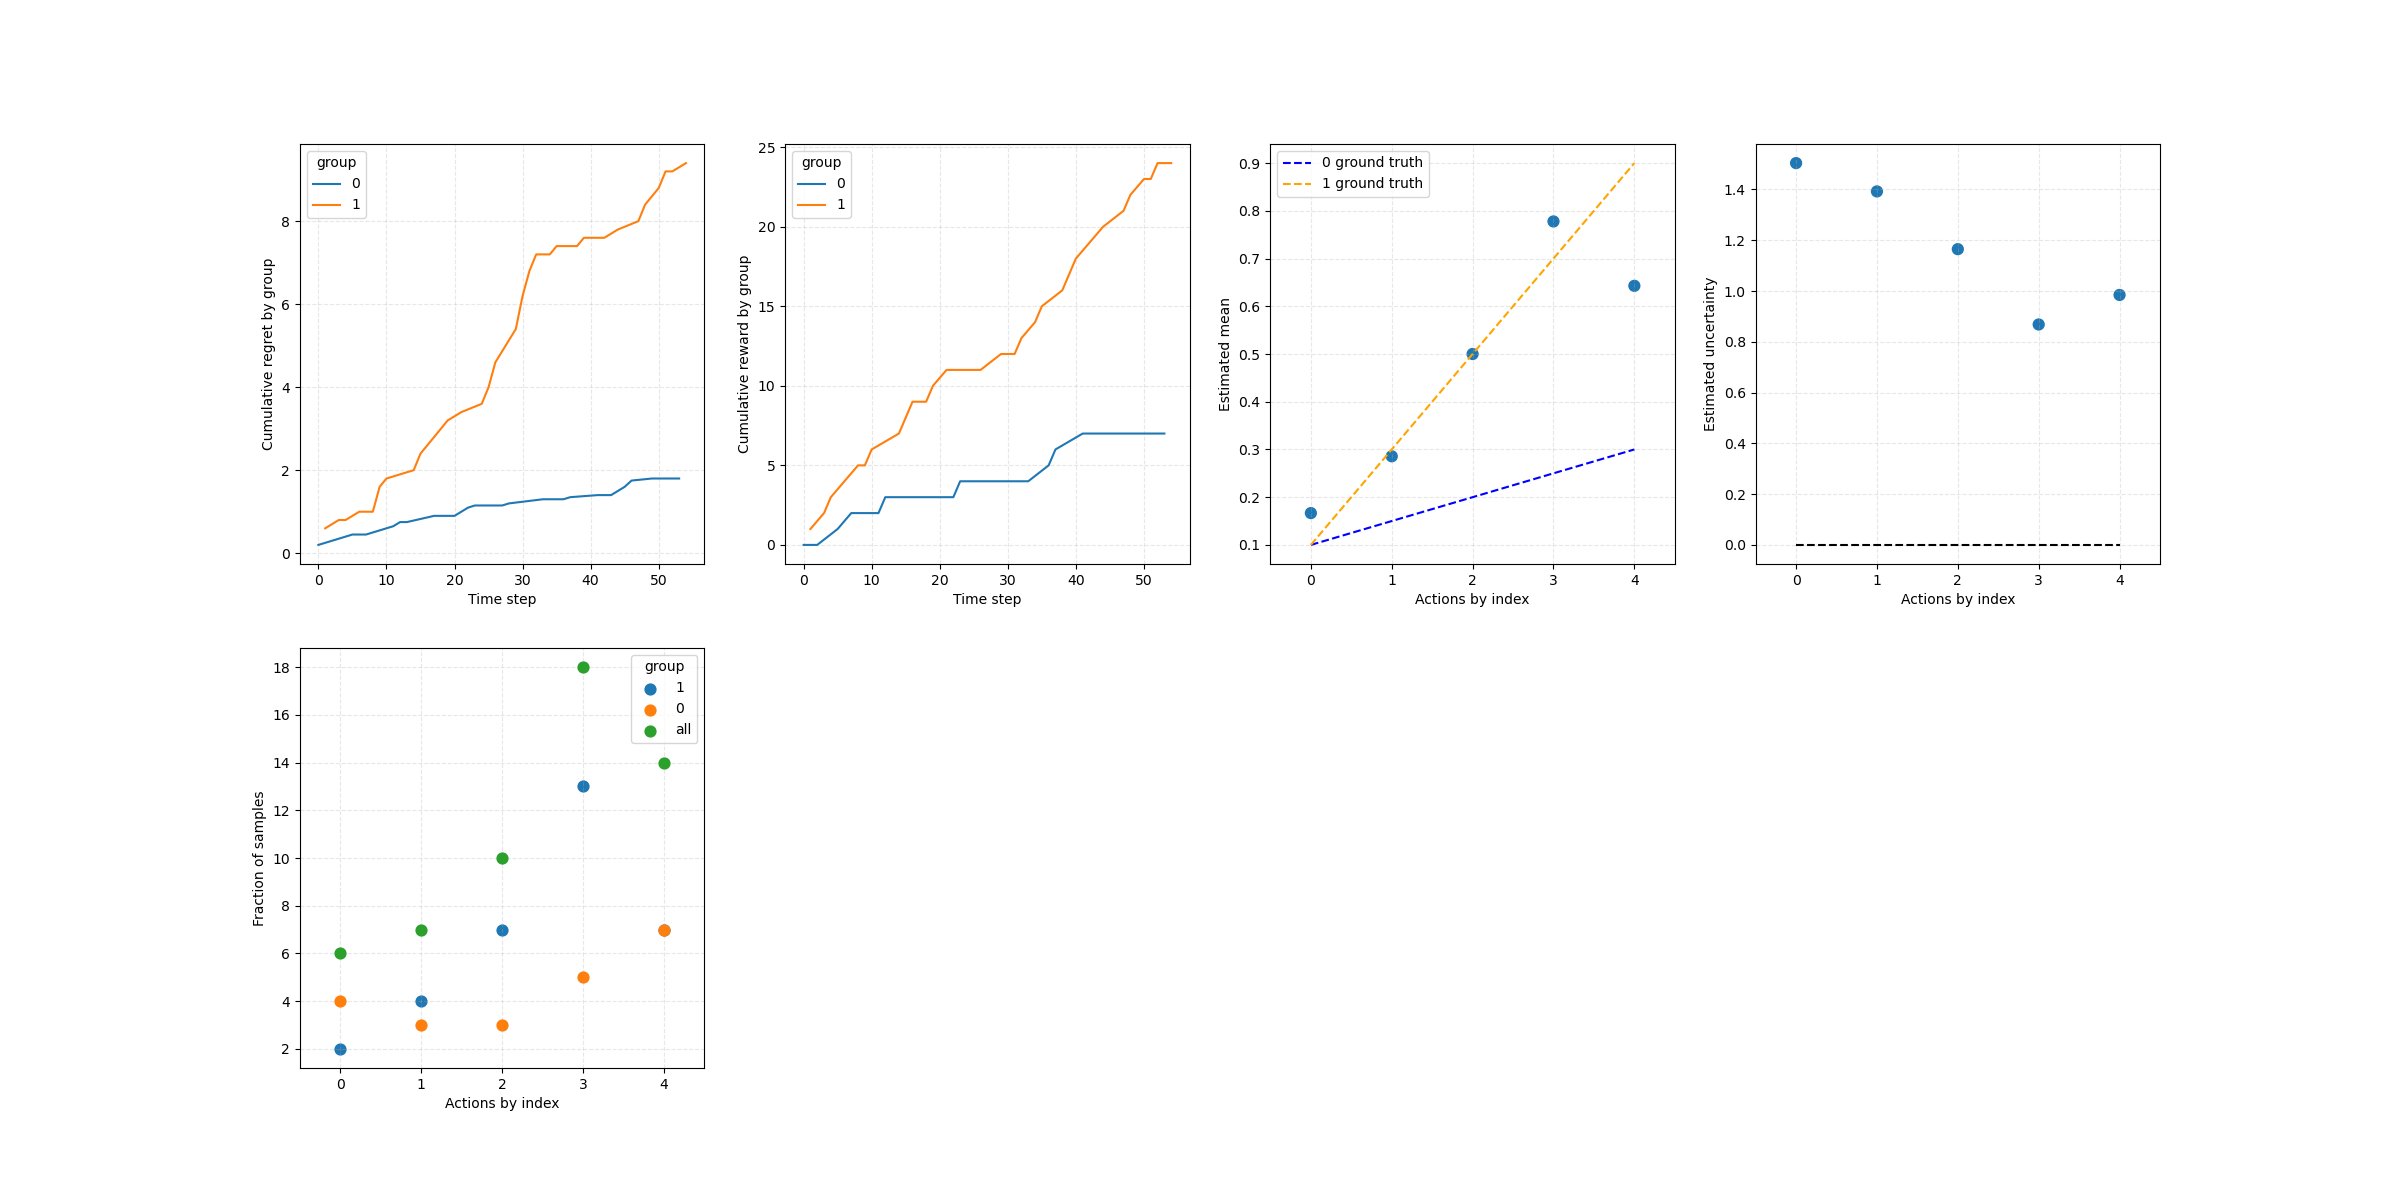 group
0
1
Cumulative regret by group
8
6
4
2
0
0 10 20 30 40 50
Time step
group
0
1
Cumulative reward by group
25
20
15
10
5
0
0 10 20 30 40 50
Time step
0 ground truth
1 ground truth
Estimated mean
0.9
0.8
0.7
0.6
0.5
0.4
0.3
0.2
0.1
0 1 2 3 4
Actions by index
Estimated uncertainty
1.4
1.2
1.0
0.8
0.6
0.4
0.2
0.0
0 1 2 3 4
Actions by index
group
1
0
all
Fraction of samples
18
16
14
12
10
8
6
4
2
0 1 2 3 4
Actions by index